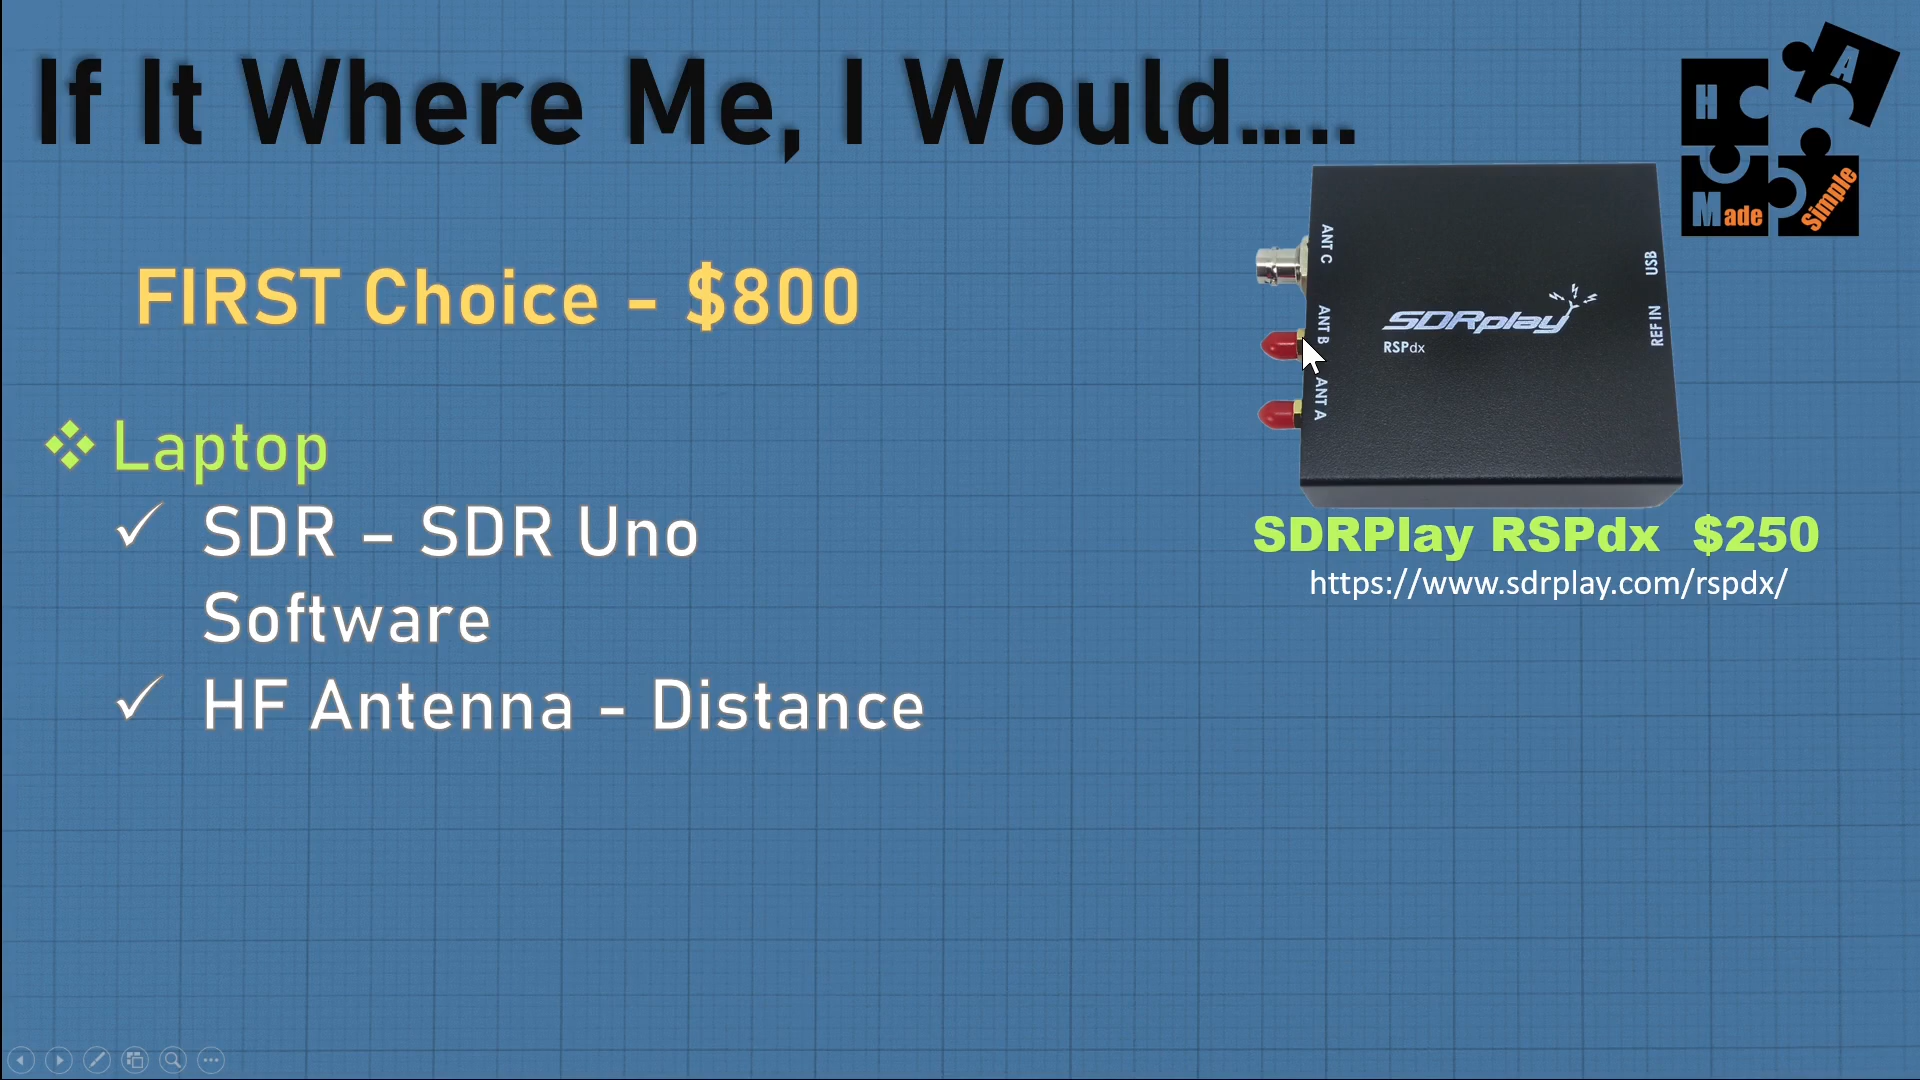 If It Where Me, I Would.....
H A
Made Simple
FIRST Choice - $800
Laptop
SDR – SDR Uno
Software
HF Antenna - Distance
ANT C
ANT B
ANT A
USB
REF IN
SDRplay
RSPdx
SDRPlay RSPdx $250
https://www.sdrplay.com/rspdx/